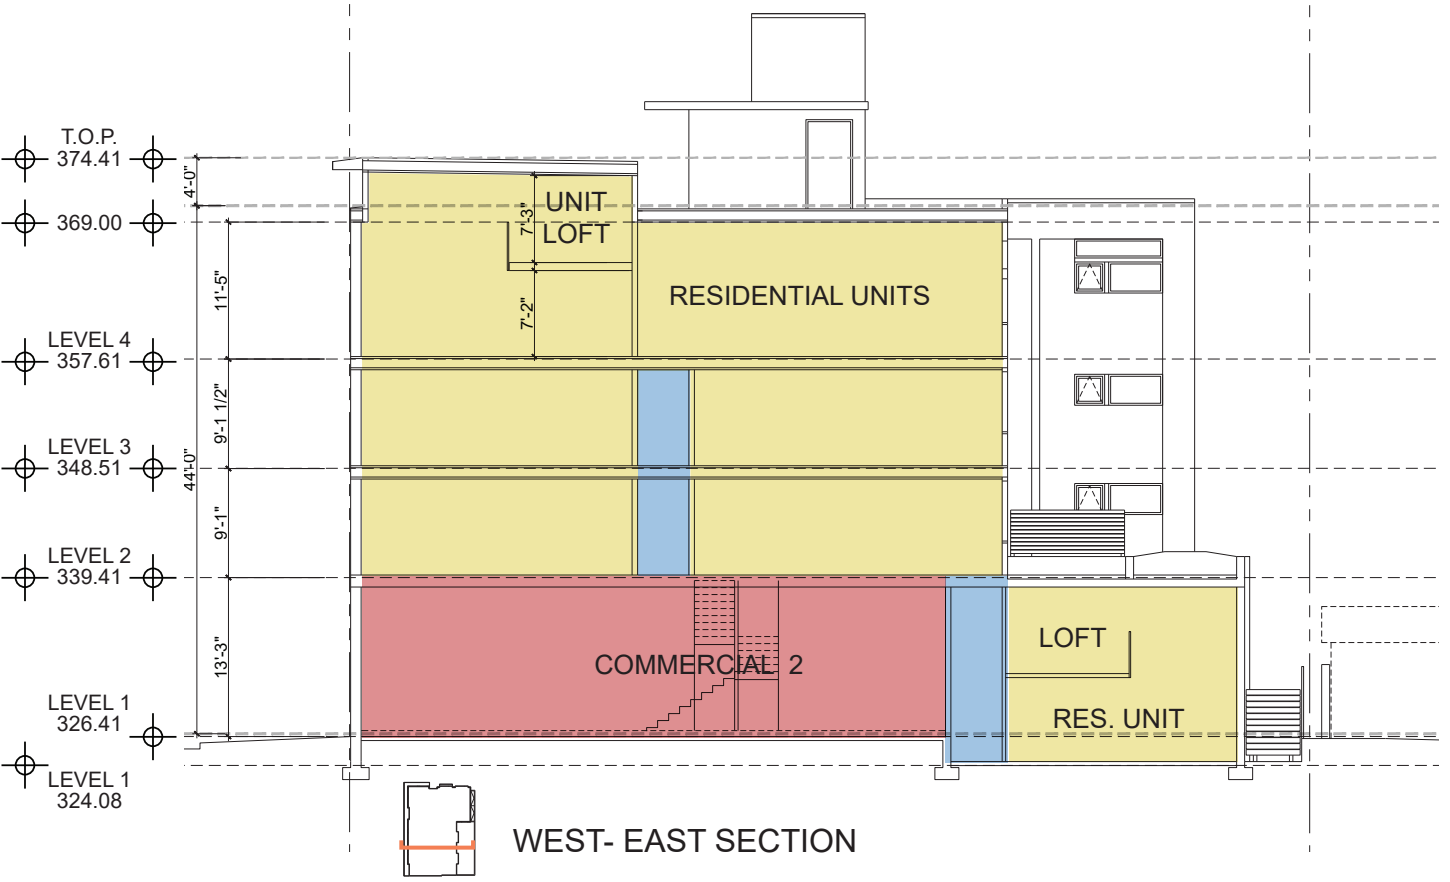 T.O.P.
374.41
369.00
LEVEL 4
357.61
LEVEL 3
348.51
LEVEL 2
339.41
LEVEL 1
326.41
LEVEL 1
324.08
4'-0"
44'-0"
11'-5"
9'-1 1/2"
9'-1"
13'-3"
7'-3"
7'-2"
UNIT
LOFT
RESIDENTIAL UNITS
COMMERCIAL 2
LOFT
RES. UNIT
WEST- EAST SECTION